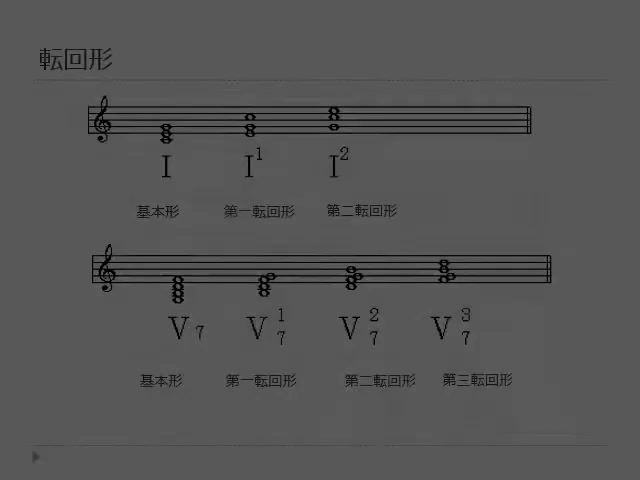 転回形
I I1 I2
基本形 第一転回形 第二転回形
V7 V17 V27 V37
基本形 第一転回形 第二転回形 第三転回形